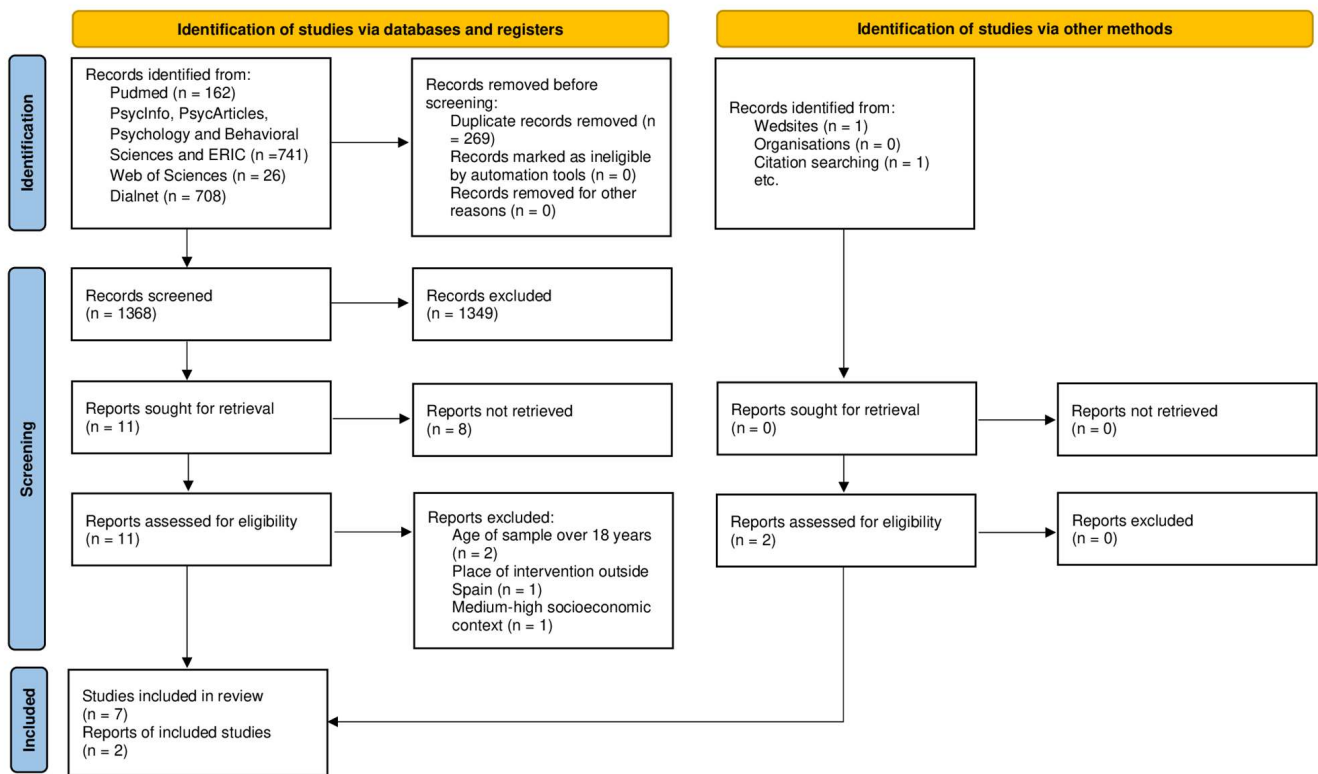 Identification of studies via databases and registers
Identification of studies via other methods
Identification
Records identified from:
Pudmed (n = 162)
PsycInfo, PsycArticles,
Psychology and Behavioral
Sciences and ERIC (n =741)
Web of Sciences (n = 26)
Dialnet (n = 708)
Records removed before
screening:
Duplicate records removed (n
= 269)
Records marked as ineligible
by automation tools (n = 0)
Records removed for other
reasons (n = 0)
Records identified from:
Wedsites (n = 1)
Organisations (n = 0)
Citation searching (n = 1)
etc.
Screening
Records screened
(n = 1368)
Records excluded
(n = 1349)
Reports sought for retrieval
(n = 11)
Reports not retrieved
(n = 8)
Reports sought for retrieval
(n = 0)
Reports not retrieved
(n = 0)
Reports assessed for eligibility
(n = 11)
Reports excluded:
Age of sample over 18 years
(n = 2)
Place of intervention outside
Spain (n = 1)
Medium-high socioeconomic
context (n = 1)
Reports assessed for eligibility
(n = 2)
Reports excluded
(n = 0)
Included
Studies included in review
(n = 7)
Reports of included studies
(n = 2)